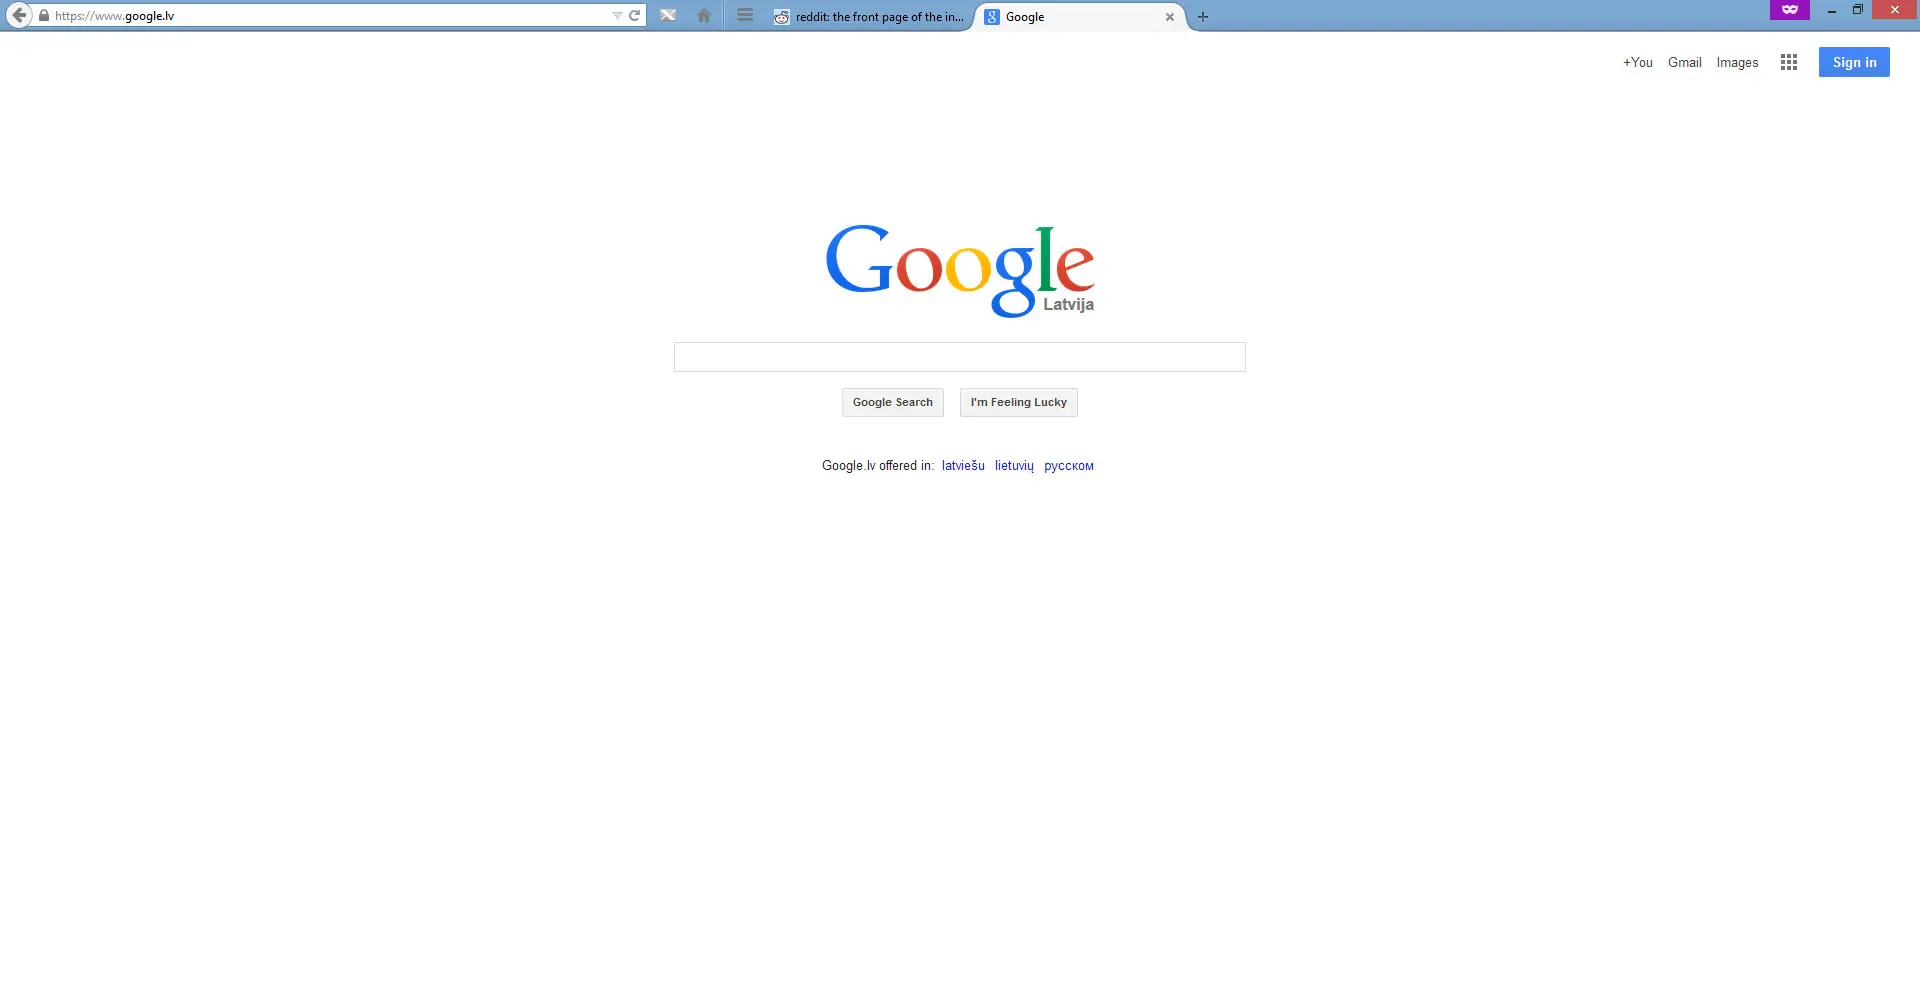 https://www.google.lv
reddit: the front page of the in...
Google
+You Gmail Images Sign in
Google
Latvija
Google Search I'm Feeling Lucky
Google.lv offered in: latviešu lietuvių русском